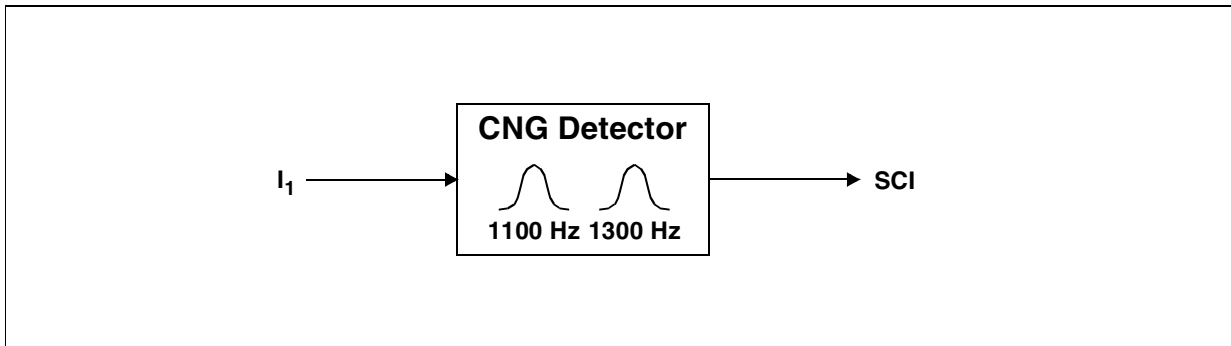 CNG Detector
I1
SCI
1100 Hz 1300 Hz